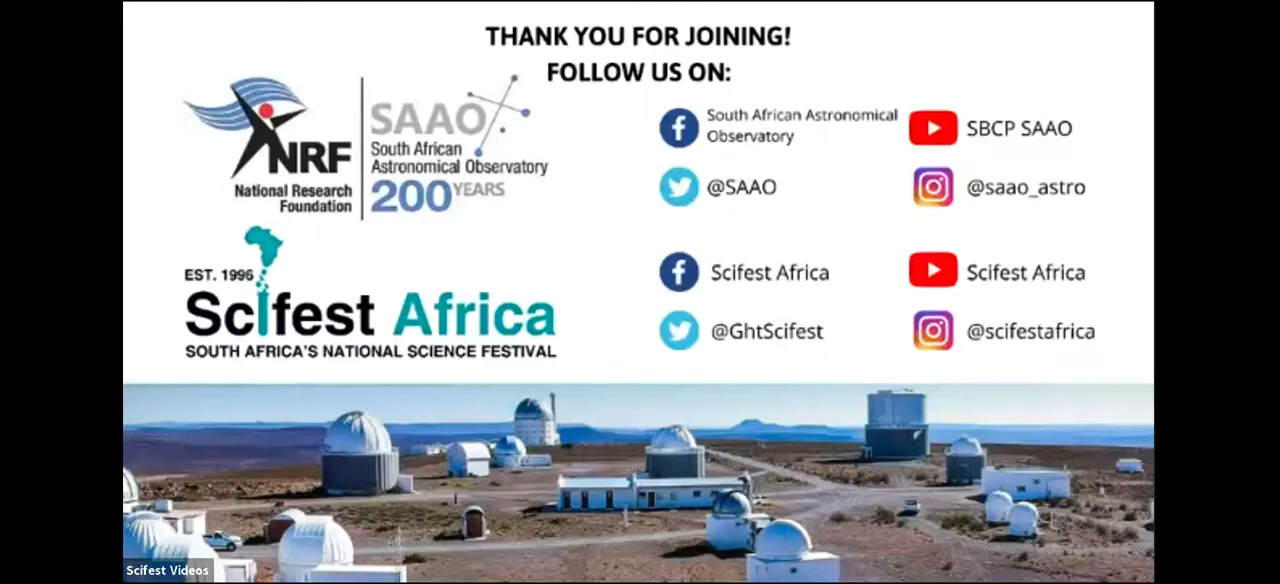 THANK YOU FOR JOINING!
FOLLOW US ON:
NRF
National Research
Foundation
SAAO
South African
Astronomical Observatory
200 YEARS
South African Astronomical
Observatory
SBCP SAAO
@SAAO
@saao_astro
EST. 1996
Scifest Africa
SOUTH AFRICA'S NATIONAL SCIENCE FESTIVAL
Scifest Africa
Scifest Africa
@GhtScifest
@scifestafrica
Scifest Videos